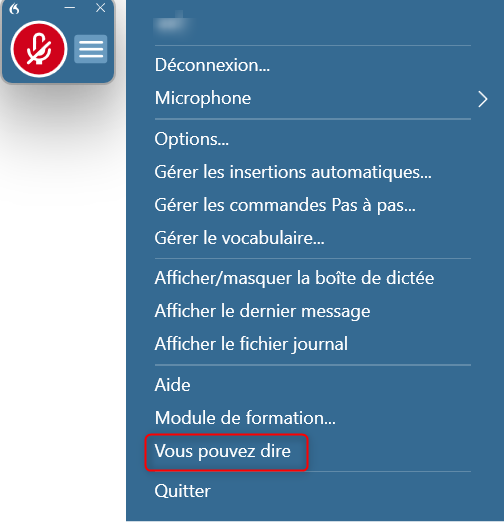 Déconnexion...
Microphone
Options...
Gérer les insertions automatiques...
Gérer les commandes Pas à pas...
Gérer le vocabulaire...
Afficher/masquer la boîte de dictée
Afficher le dernier message
Afficher le fichier journal
Aide
Module de formation...
Vous pouvez dire
Quitter